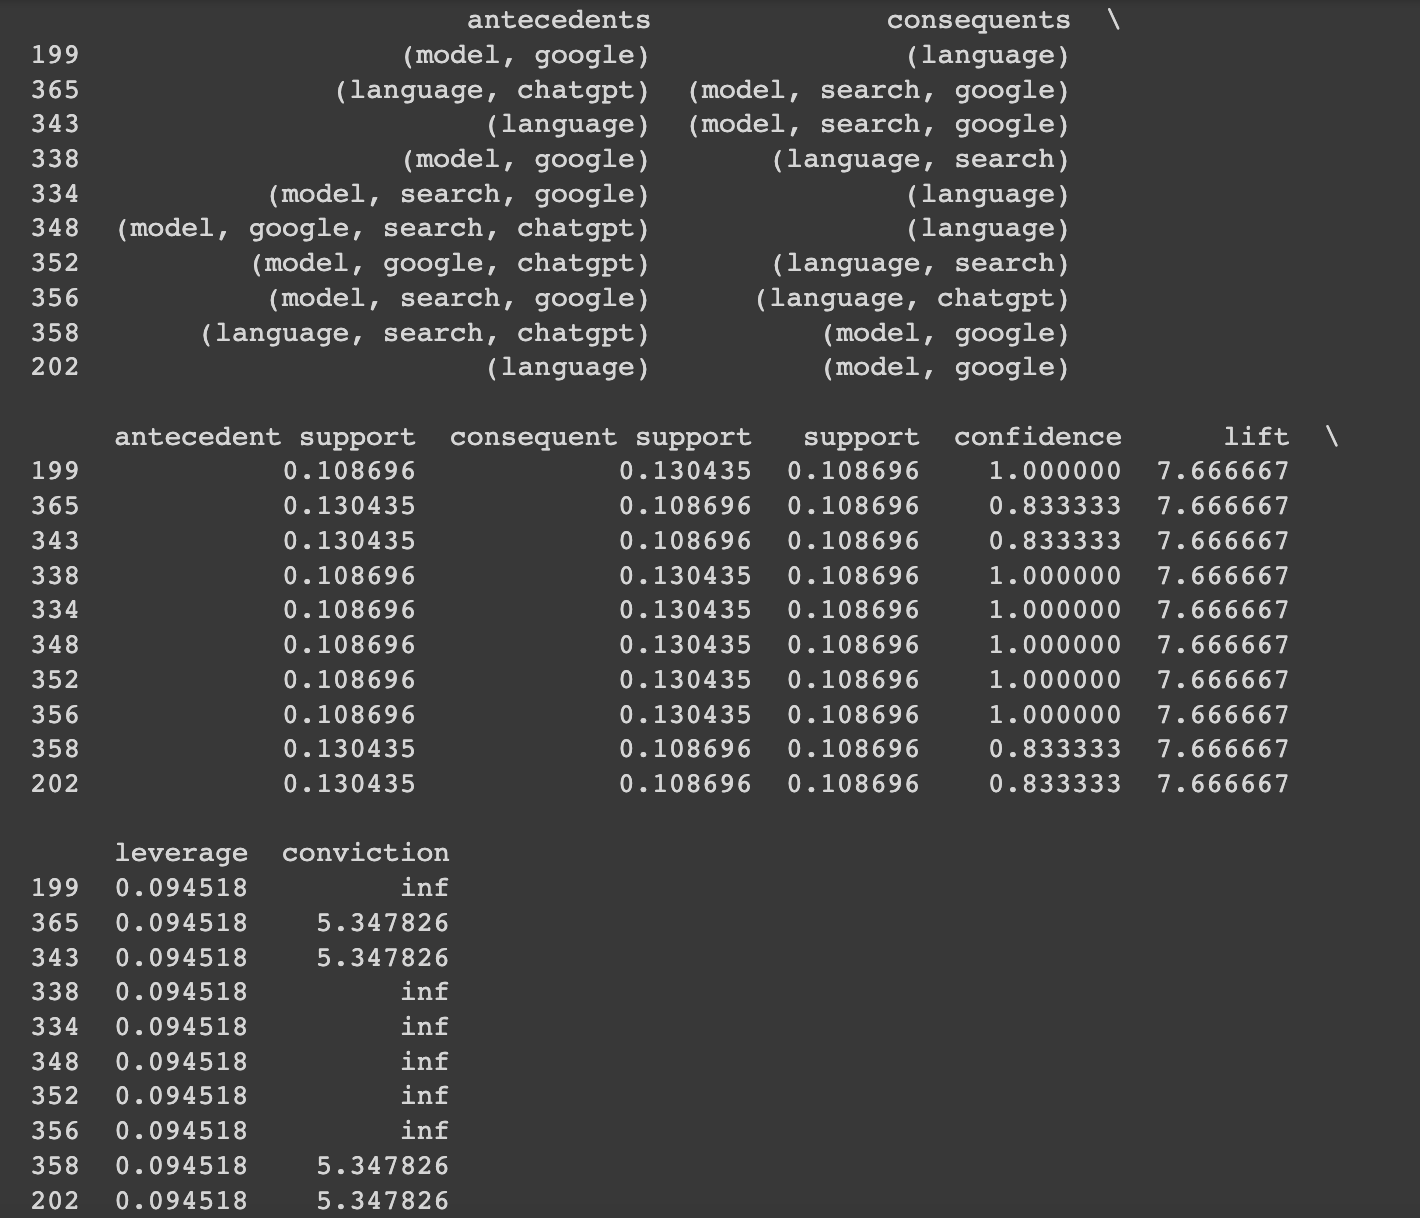 antecedents consequents \
199 (model, google) (language)
365 (language, chatgpt) (model, search, google)
343 (language) (model, search, google)
338 (model, google) (language, search)
334 (model, search, google) (language)
348 (model, google, search, chatgpt) (language)
352 (model, google, chatgpt) (language, search)
356 (model, search, google) (language, chatgpt)
358 (language, search, chatgpt) (model, google)
202 (language) (model, google)
antecedent support consequent support support confidence lift \
199 0.108696 0.130435 0.108696 1.000000 7.666667
365 0.130435 0.108696 0.108696 0.833333 7.666667
343 0.130435 0.108696 0.108696 0.833333 7.666667
338 0.108696 0.130435 0.108696 1.000000 7.666667
334 0.108696 0.130435 0.108696 1.000000 7.666667
348 0.108696 0.130435 0.108696 1.000000 7.666667
352 0.108696 0.130435 0.108696 1.000000 7.666667
356 0.108696 0.130435 0.108696 1.000000 7.666667
358 0.130435 0.108696 0.108696 0.833333 7.666667
202 0.130435 0.108696 0.108696 0.833333 7.666667
leverage conviction
199 0.094518 inf
365 0.094518 5.347826
343 0.094518 5.347826
338 0.094518 inf
334 0.094518 inf
348 0.094518 inf
352 0.094518 inf
356 0.094518 inf
358 0.094518 5.347826
202 0.094518 5.347826